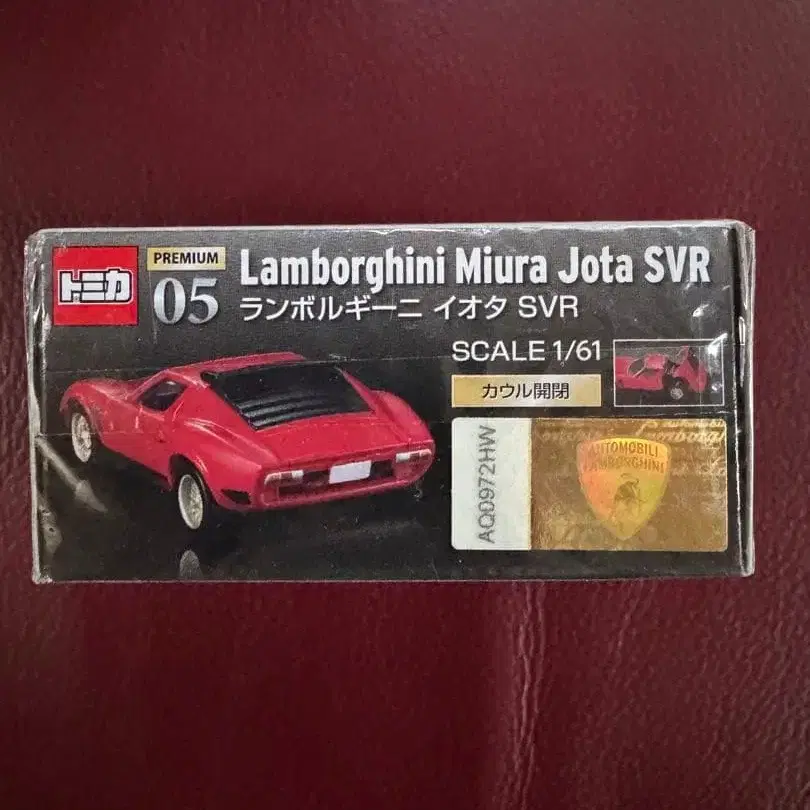 トミカ
PREMIUM
05
Lamborghini Miura Jota SVR
ランボルギーニ イオタ SVR
SCALE 1/61
カウル開閉
AQ0972HW
AUTOMOBILI
LAMBORGHINI